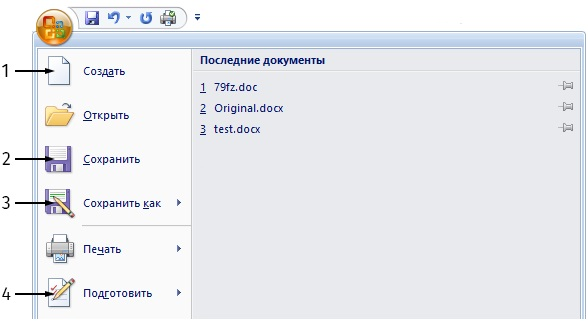 Последние документы
1 Создать
1 79fz.doc
Открыть
2 Original.docx
3 test.docx
2 Сохранить
3 Сохранить как
Печать
4 Подготовить